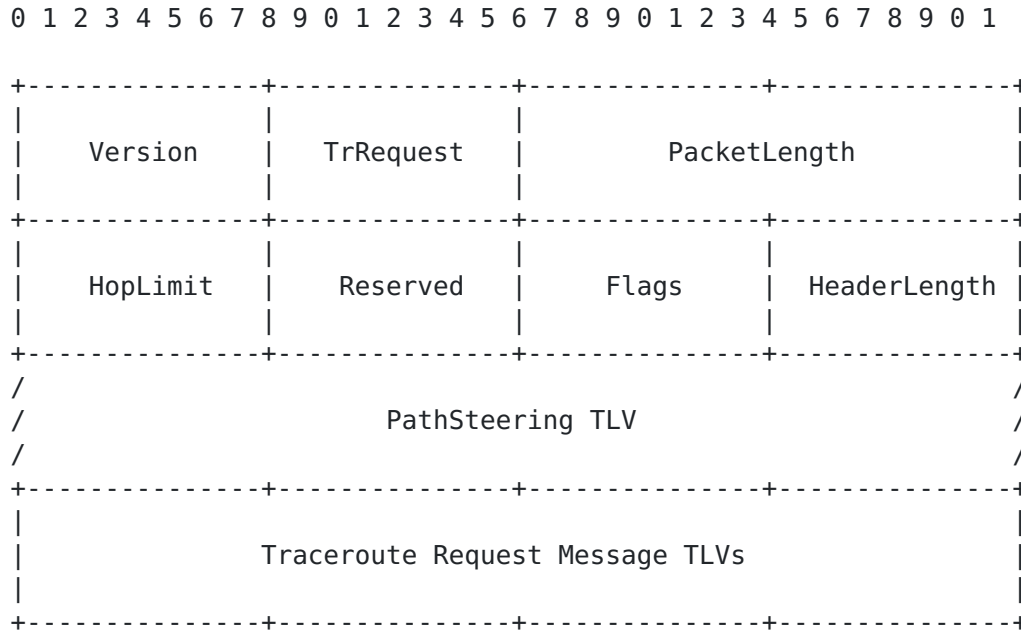 0 1 2 3 4 5 6 7 8 9 0 1 2 3 4 5 6 7 8 9 0 1 2 3 4 5 6 7 8 9 0 1
Version TrRequest PacketLength
HopLimit Reserved Flags HeaderLength
PathSteering TLV
Traceroute Request Message TLVs